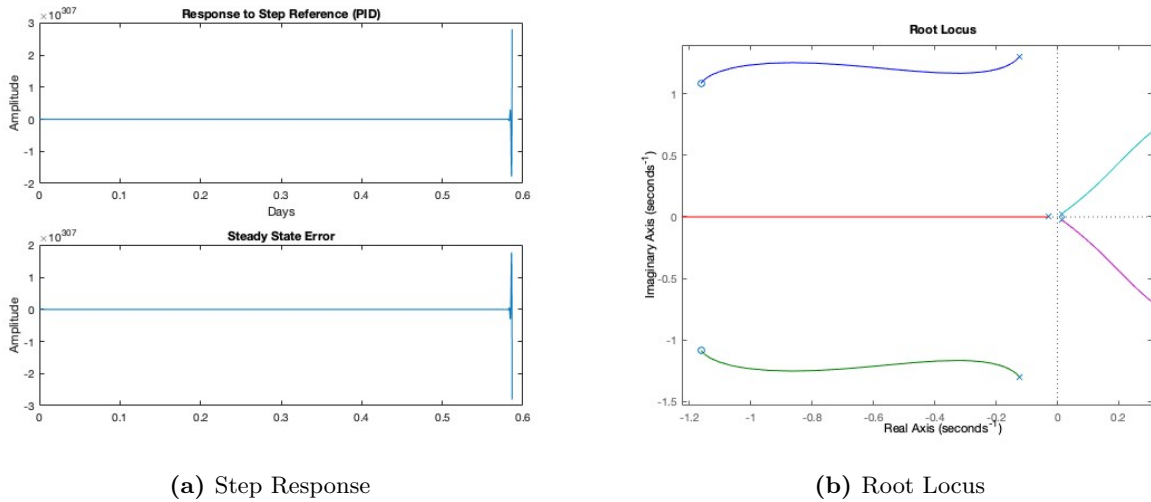 Response to Step Reference (PID)
×10^307
3
2
1
0
-1
-2
Amplitude
0 0.1 0.2 0.3 0.4 0.5 0.6
Days
Steady State Error
×10^307
2
1
0
-1
-2
-3
Amplitude
0 0.1 0.2 0.3 0.4 0.5 0.6
(a) Step Response
Root Locus
1
0.5
0
-0.5
-1
-1.5
Imaginary Axis (seconds^-1)
-1.2 -1 -0.8 -0.6 -0.4 -0.2 0 0.2
Real Axis (seconds^-1)
(b) Root Locus